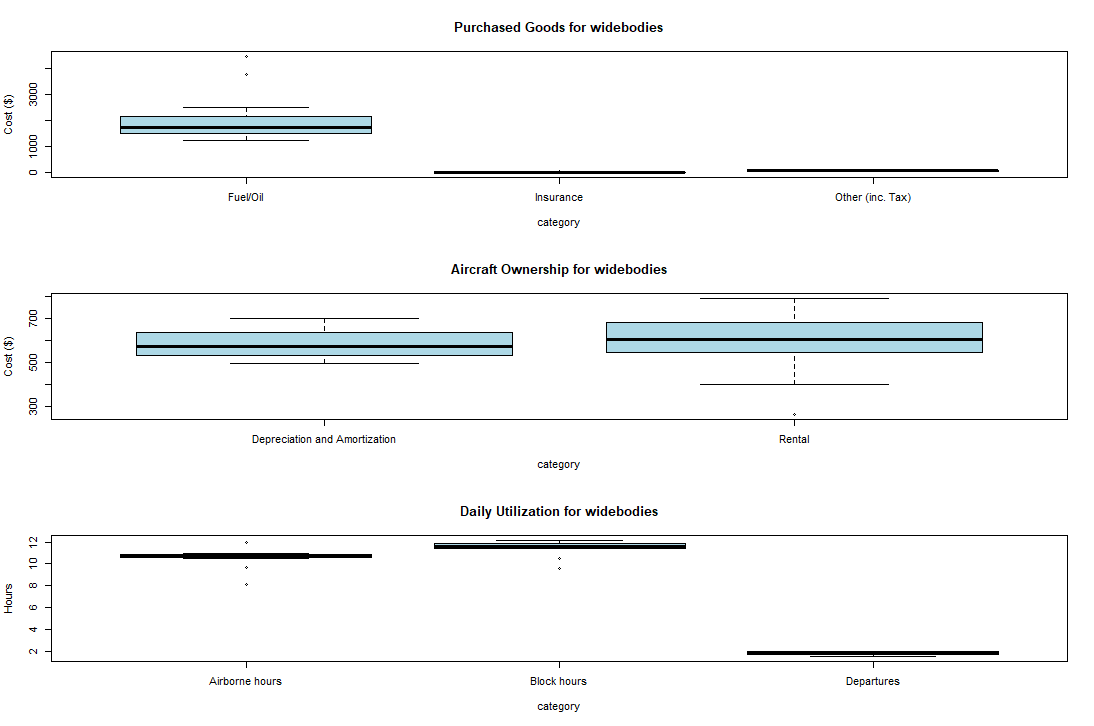 Purchased Goods for widebodies
Cost ($)
3000
1000
0
Fuel/Oil Insurance Other (inc. Tax)
category
Aircraft Ownership for widebodies
Cost ($)
700
500
300
Depreciation and Amortization Rental
category
Daily Utilization for widebodies
Hours
12
10
8
6
4
2
Airborne hours Block hours Departures
category